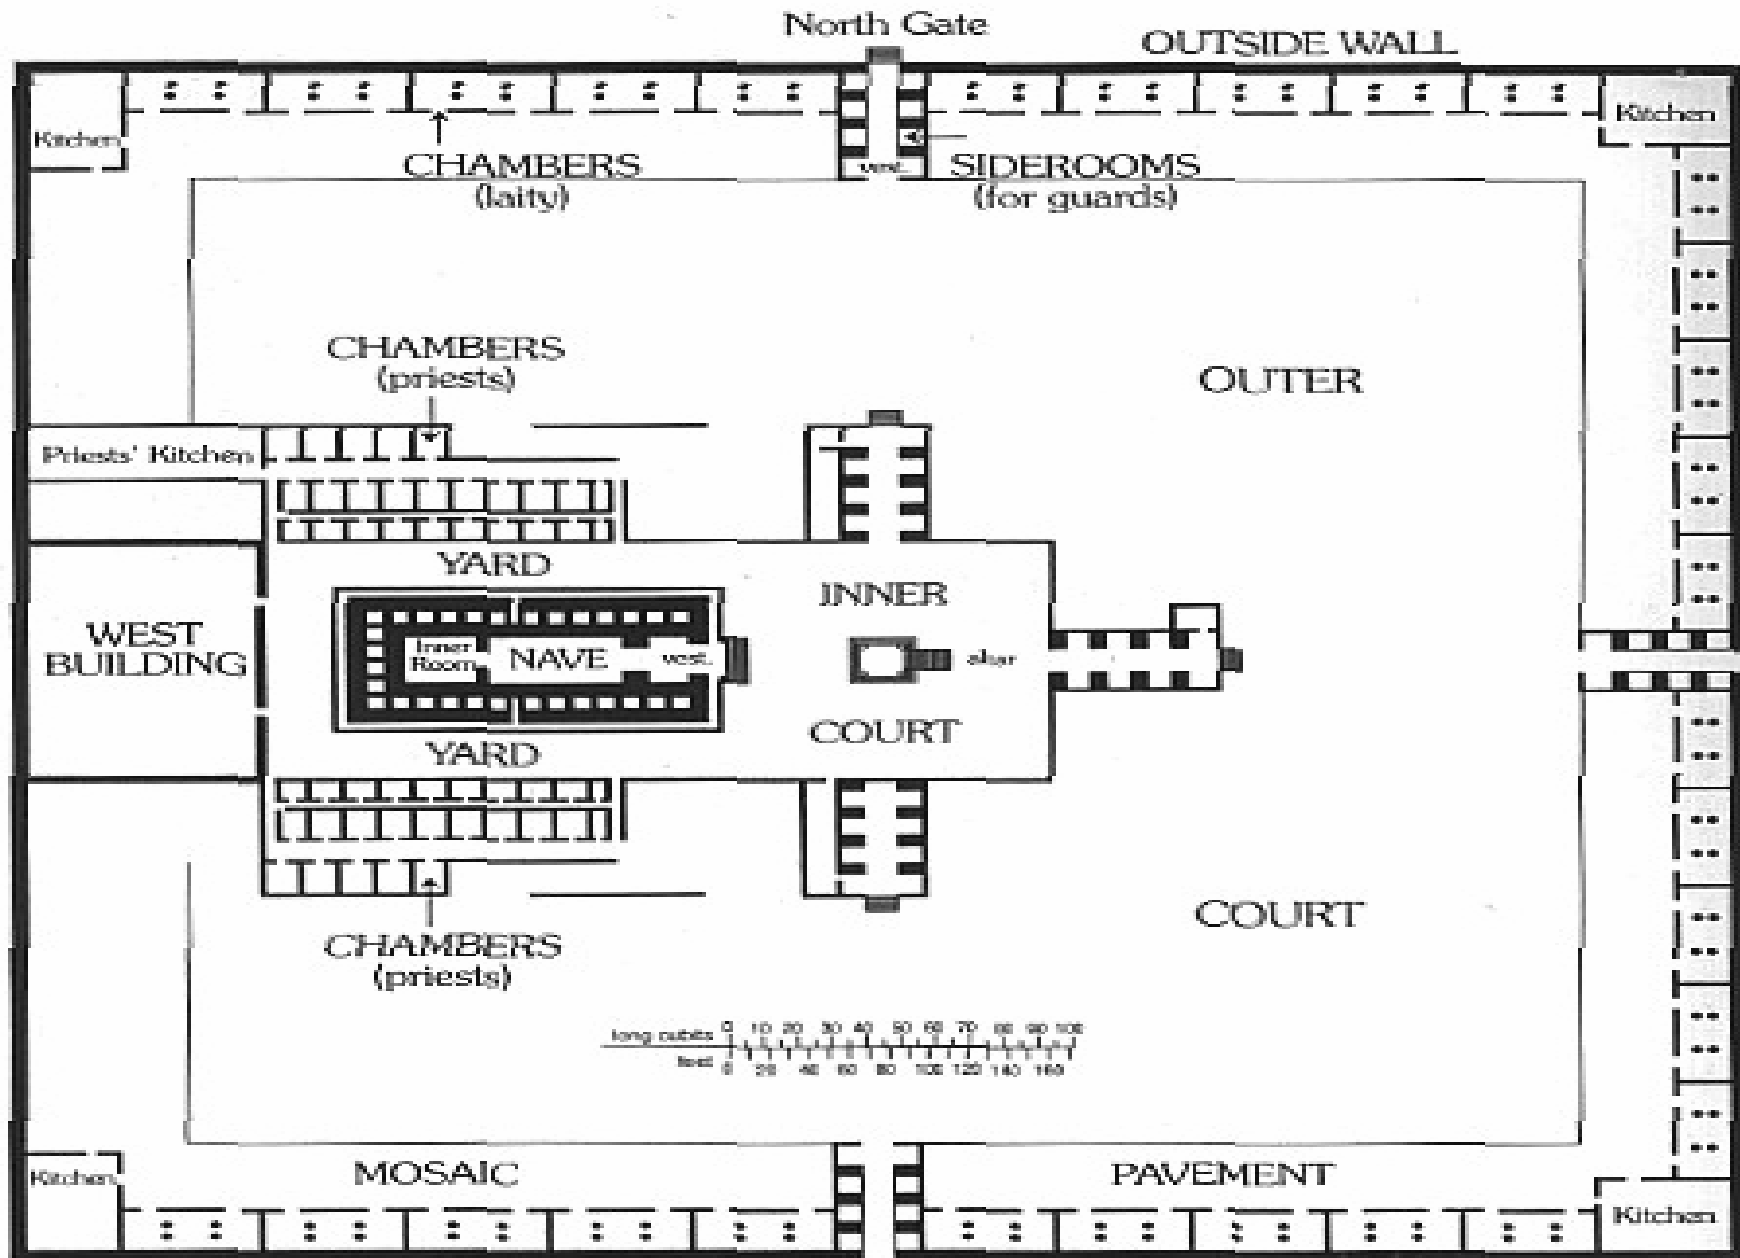 North Gate
OUTSIDE WALL
Kitchen
Kitchen
CHAMBERS
(laity)
vest.
SIDEROOMS
(for guards)
CHAMBERS
(priests)
OUTER
Priests' Kitchen
YARD
INNER
WEST
BUILDING
Inner
Room
NAVE
vest.
altar
COURT
YARD
COURT
CHAMBERS
(priests)
long cubits 0 10 20 30 40 50 60 70 80 90 100
feet 0 20 40 60 80 100 120 140 160
Kitchen
MOSAIC
PAVEMENT
Kitchen